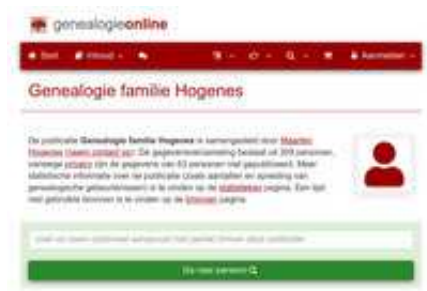 genealogieonline
Start Inhoud Aanmelden
Genealogie familie Hogenes
De publicatie Genealogie familie Hogenes is samengesteld door Maarten
Hogenes (neem contact op). De gegevensverzameling bestaat uit personen,
vanwege privacy zijn de gegevens van 63 personen niet gepubliceerd. Meer
statistische informatie over de publicatie (zoals aantallen en spreiding van
genealogische gebeurtenissen) is te vinden op de statistieken pagina. Een lijst
met gebruikte bronnen is te vinden op de bronnen pagina.
Ga naar persoon